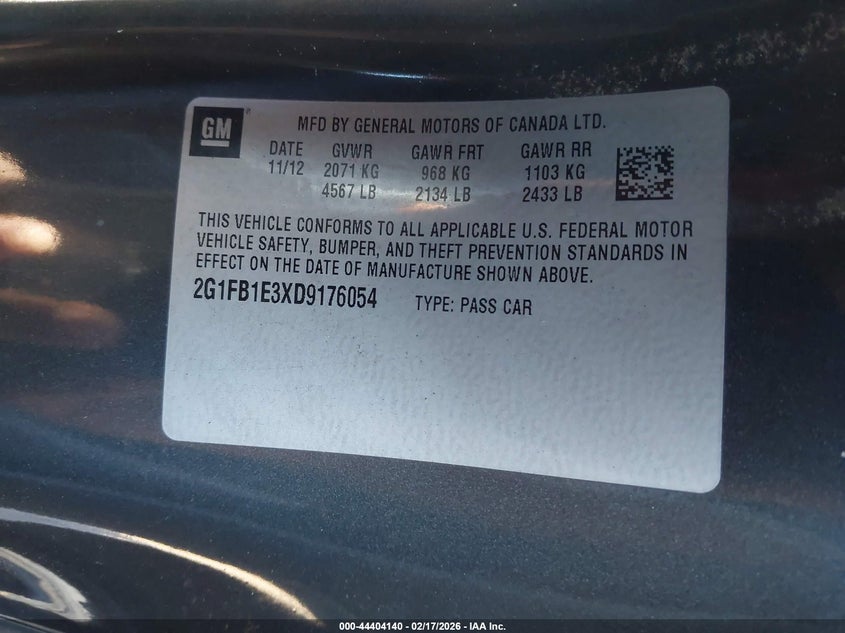 GM
MFD BY GENERAL MOTORS OF CANADA LTD.
DATE GVWR GAWR FRT GAWR RR
11/12 2071 KG 968 KG 1103 KG
4567 LB 2134 LB 2433 LB
THIS VEHICLE CONFORMS TO ALL APPLICABLE U.S. FEDERAL MOTOR
VEHICLE SAFETY, BUMPER, AND THEFT PREVENTION STANDARDS IN
EFFECT ON THE DATE OF MANUFACTURE SHOWN ABOVE.
2G1FB1E3XD9176054 TYPE: PASS CAR
000-44404140 - 02/17/2026 - IAA Inc.